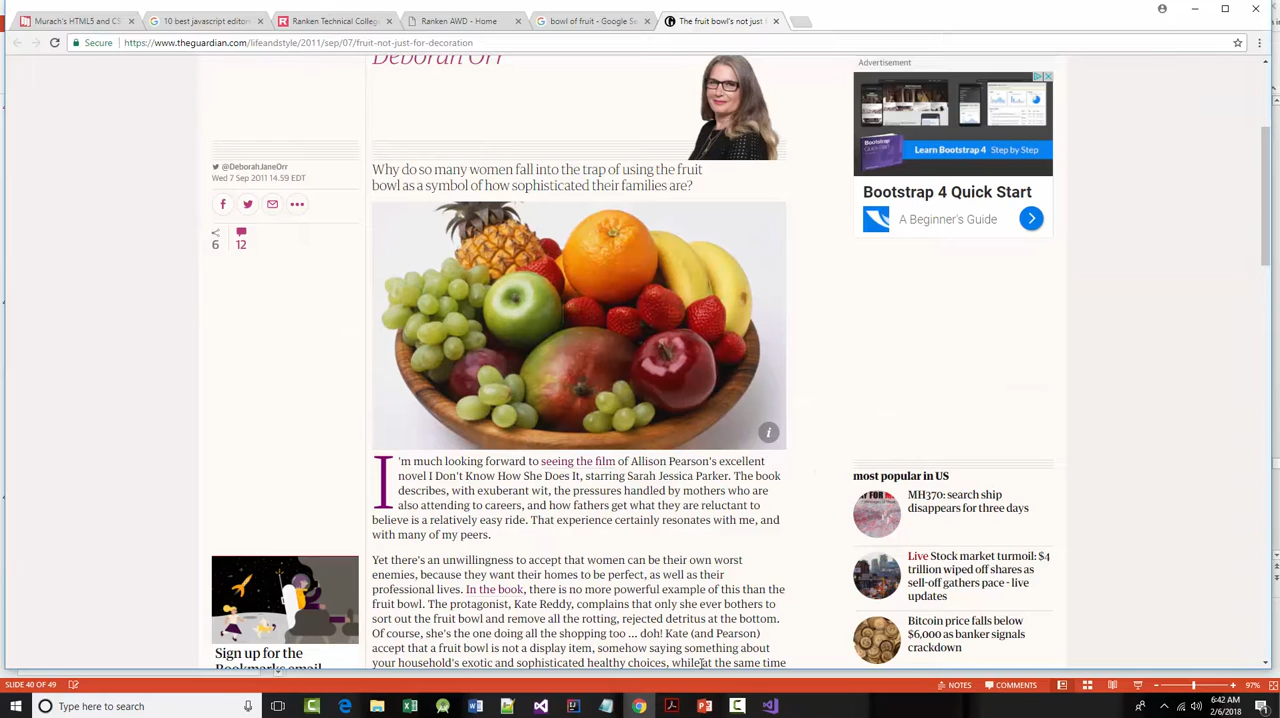 Murach's HTML5 and CS
10 best javascript editors
Ranken Technical Colleg
Ranken AWD - Home
bowel of fruit - Google Se
The fruit bowl's not just
Secure
https://www.theguardian.com/lifeandstyle/2011/sep/07/fruit-not-just-for-decoration
Deborah Orr
Advertisement
Learn Bootstrap 4 Step by Step
Bootstrap 4 Quick Start
A Beginner's Guide
@DeborahJaneOrr
Wed 7 Sep 2011 14.59 EDT
6
12
Why do so many women fall into the trap of using the fruit
bowl as a symbol of how sophisticated their families are?
i
I'm much looking forward to seeing the film of Allison Pearson's excellent
novel I Don't Know How She Does It, starring Sarah Jessica Parker. The book
describes, with exuberant wit, the pressures handled by mothers who are
also attending to careers, and how fathers get what they are reluctant to
believe is a relatively easy ride. That experience certainly resonates with me, and
with many of my peers.
Yet there's an unwillingness to accept that women can be their own worst
enemies, because they want their homes to be perfect, as well as their
professional lives. In the book, there is no more powerful example of this than the
fruit bowl. The protagonist, Kate Reddy, complains that only she ever bothers to
sort out the fruit bowl and remove all the rotting, rejected detritus at the bottom.
Of course, she's the one doing all the shopping too ... doh! Kate (and Pearson)
accept that a fruit bowl is not a display item, somehow saying something about
your household's exotic and sophisticated healthy choices, while at the same time
Sign up for the
Bookmarks email
most popular in US
MH370: search ship
disappears for three days
Live Stock market turmoil: $4
trillion wiped off shares as
sell-off gathers pace - live
updates
Bitcoin price falls below
$6,000 as banker signals
crackdown
SLIDE 40 OF 49
NOTES
COMMENTS
97%
Type here to search
6:42 AM
2/6/2018